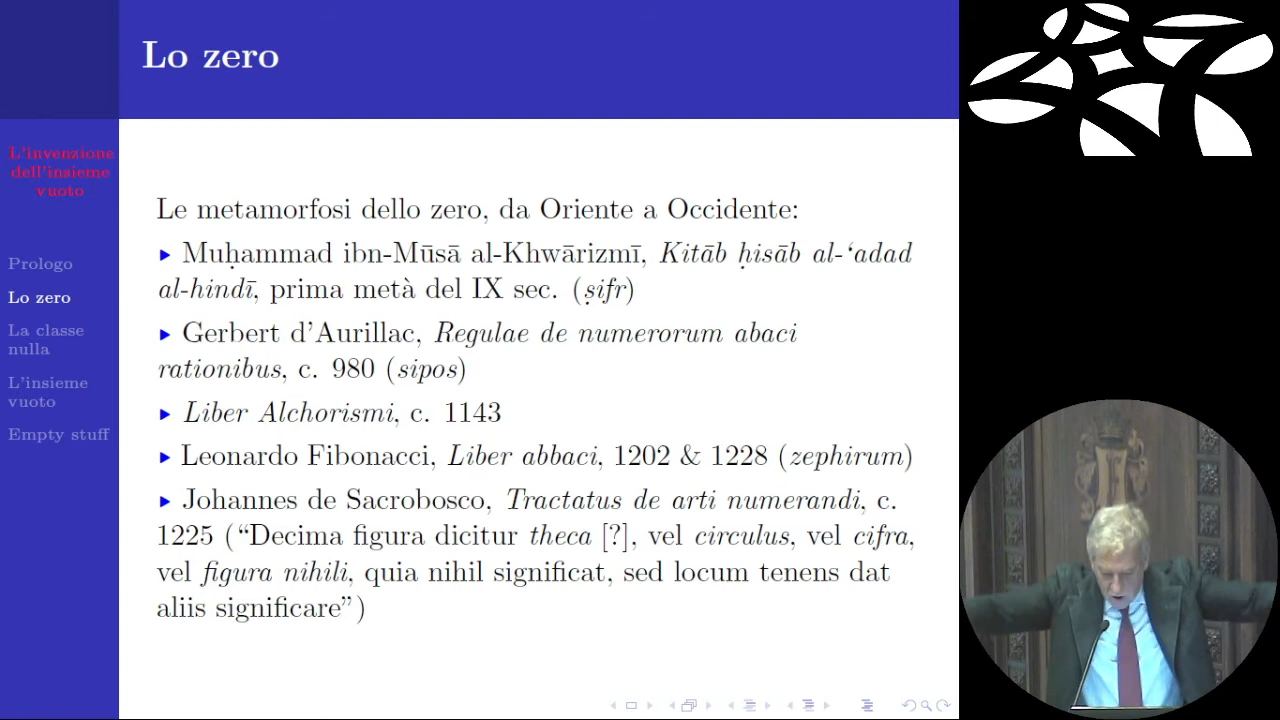 Lo zero
L'invenzione
dell'insieme
vuoto
Prologo
Lo zero
La classe
nulla
L'insieme
vuoto
Empty stuff
Le metamorfosi dello zero, da Oriente a Occidente:
Muḥammad ibn-Mūsā al-Khwārizmī, Kitāb ḥisāb al-‘adad
al-hindī, prima metà del IX sec. (ṣifr)
Gerbert d'Aurillac, Regulae de numerorum abaci
rationibus, c. 980 (sipos)
Liber Alchorismi, c. 1143
Leonardo Fibonacci, Liber abbaci, 1202 & 1228 (zephirum)
Johannes de Sacrobosco, Tractatus de arti numerandi, c.
1225 (“Decima figura dicitur theca [?], vel circulus, vel cifra,
vel figura nihili, quia nihil significat, sed locum tenens dat
aliis significare”)